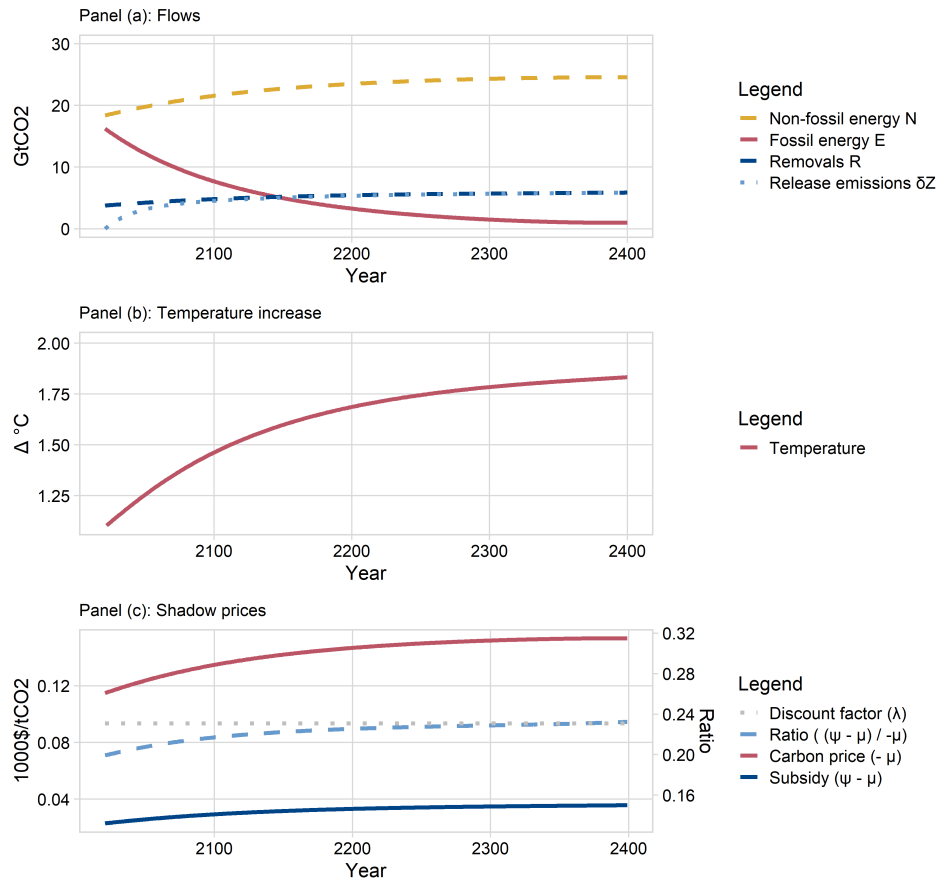 Panel (a): Flows
30
20
10
0
GtCO2
2100
2200
2300
2400
Year
Legend
Non-fossil energy N
Fossil energy E
Removals R
Release emissions δZ
Panel (b): Temperature increase
2.00
1.75
1.50
1.25
Δ °C
2100
2200
2300
2400
Year
Legend
Temperature
Panel (c): Shadow prices
0.12
0.08
0.04
1000$/tCO2
0.32
0.28
0.24
0.20
0.16
Ratio
2100
2200
2300
2400
Year
Legend
Discount factor (λ)
Ratio ( (ψ - μ) / -μ)
Carbon price (- μ)
Subsidy (ψ - μ)